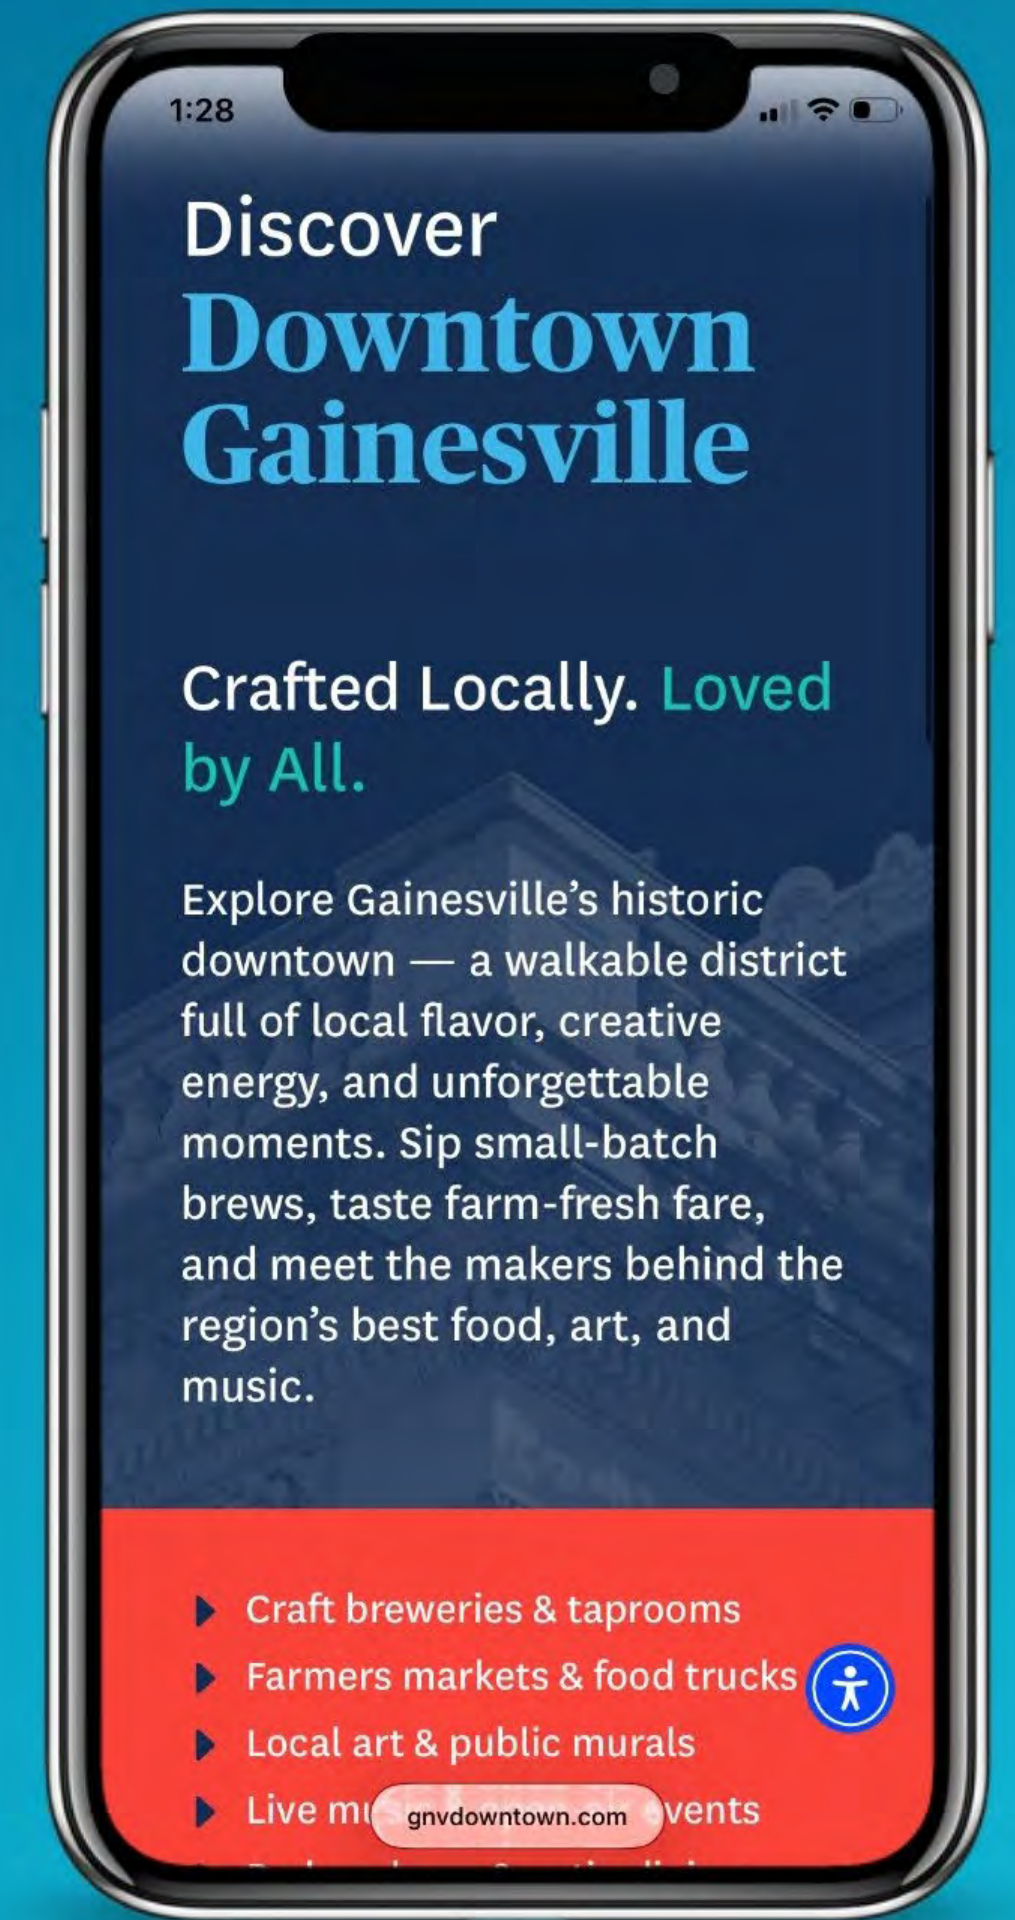 1:28
Discover
Downtown
Gainesville
Crafted Locally. Loved
by All.
Explore Gainesville’s historic
downtown — a walkable district
full of local flavor, creative
energy, and unforgettable
moments. Sip small-batch
brews, taste farm-fresh fare,
and meet the makers behind the
region’s best food, art, and
music.
Craft breweries & taprooms
Farmers markets & food trucks
Local art & public murals
Live events
gnvdowntown.com